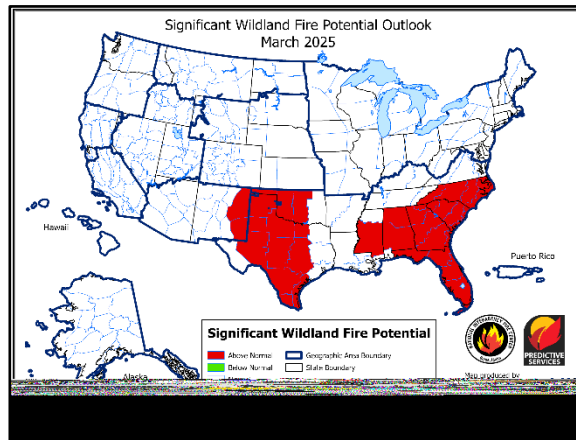 Significant Wildland Fire Potential Outlook
March 2025
Hawaii
Puerto Rico
Alaska
Significant Wildland Fire Potential
Above Normal
Geographic Area Boundary
Below Normal
State Boundary
PREDICTIVE
SERVICES
Map produced by